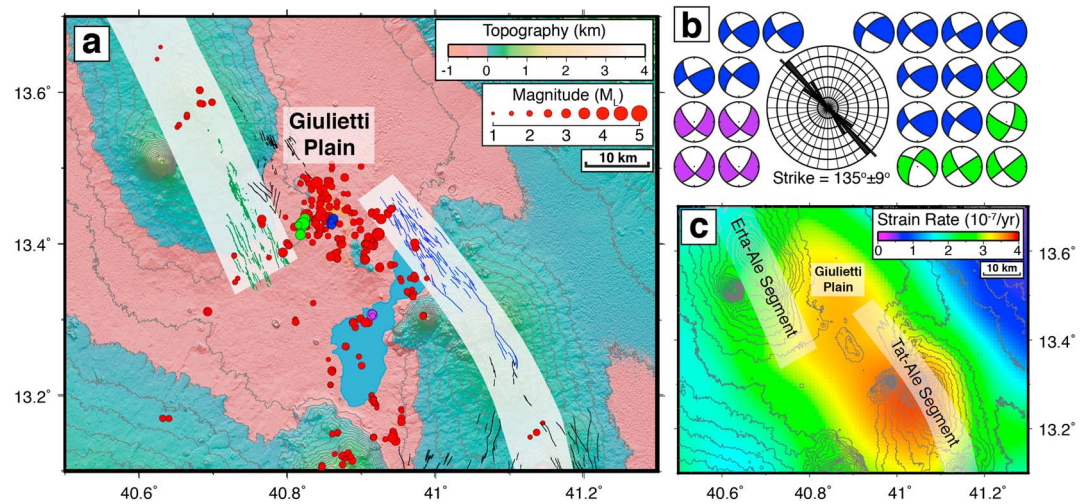 a
Topography (km)
-1 0 1 2 3 4
Magnitude (ML)
1 2 3 4 5
10 km
Giulietti
Plain
13.6˚
13.4˚
13.2˚
40.6˚ 40.8˚ 41˚ 41.2˚
b
Strike = 135º±9º
c
Strain Rate (10⁻⁷/yr)
0 1 2 3 4
10 km
Erta-Ale Segment
Giulietti
Plain
Tat-Ale Segment
13.6˚
13.4˚
13.2˚
40.6˚ 40.8˚ 41˚ 41.2˚